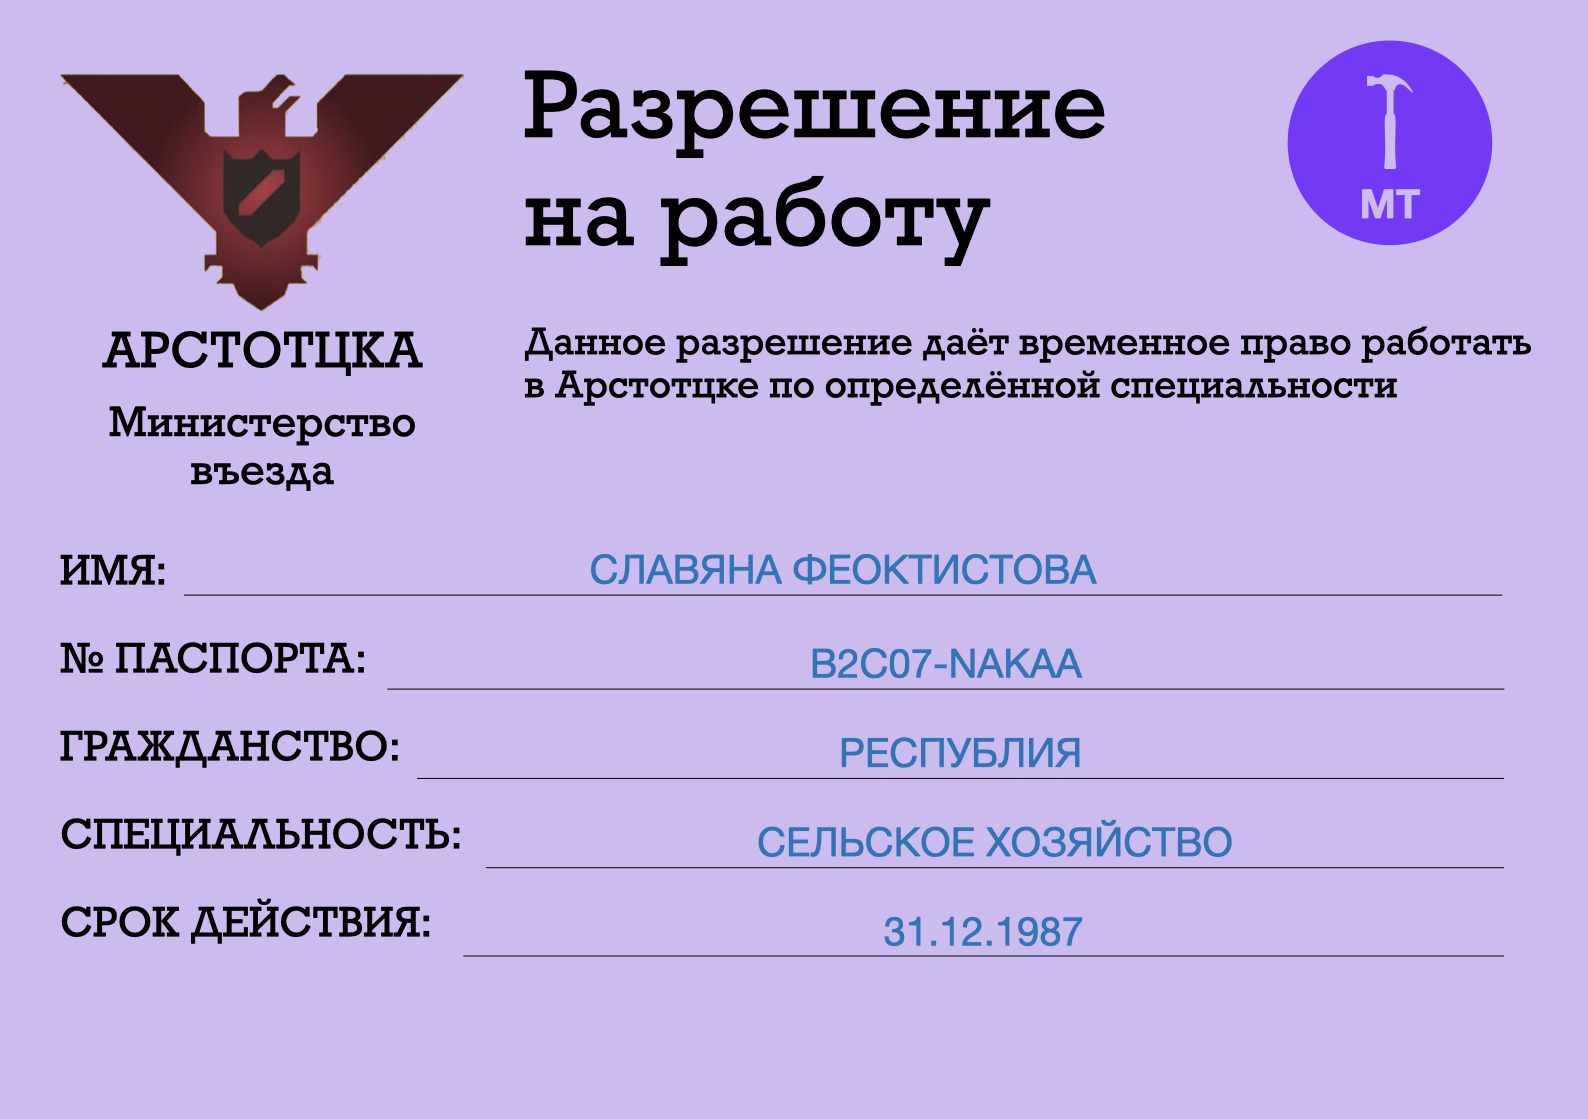 Разрешение
на работу
МТ
АРСТОТЦКА
Министерство
въезда
Данное разрешение даёт временное право работать
в Арстотцке по определённой специальности
ИМЯ: СЛАВЯНА ФЕОКТИСТОВА
№ ПАСПОРТА: B2C07-NAKAA
ГРАЖДАНСТВО: РЕСПУБЛИЯ
СПЕЦИАЛЬНОСТЬ: СЕЛЬСКОЕ ХОЗЯЙСТВО
СРОК ДЕЙСТВИЯ: 31.12.1987